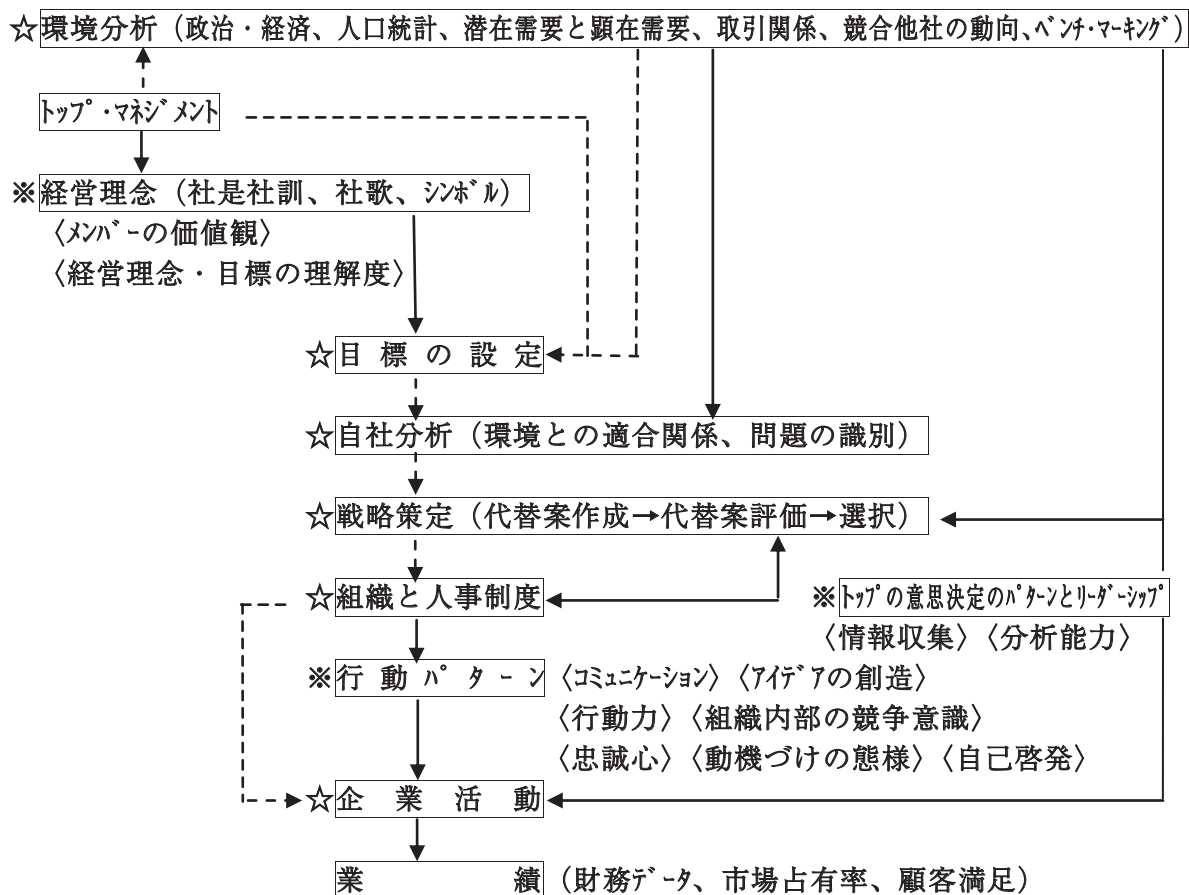 ☆環境分析（政治・経済、人口統計、潜在需要と顕在需要、取引関係、競合他社の動向、ﾍﾞﾝﾁ・ﾏｰｷﾝｸﾞ）
ﾄｯﾌﾟ・ﾏﾈｼﾞﾒﾝﾄ
※経営理念（社是社訓、社歌、ｼﾝﾎﾞﾙ）
〈ﾒﾝﾊﾞｰの価値観〉
〈経営理念・目標の理解度〉
☆目標の設定
☆自社分析（環境との適合関係、問題の識別）
☆戦略策定（代替案作成→代替案評価→選択）
☆組織と人事制度
※ﾄｯﾌﾟの意思決定のﾊﾟﾀｰﾝとﾘｰﾀﾞｰｼｯﾌﾟ
〈情報収集〉〈分析能力〉
※行動ﾊﾟﾀｰﾝ〈ｺﾐｭﾆｹｰｼｮﾝ〉〈ｱｲﾃﾞｱの創造〉
〈行動力〉〈組織内部の競争意識〉
〈忠誠心〉〈動機づけの態様〉〈自己啓発〉
☆企業活動
業績（財務ﾃﾞｰﾀ、市場占有率、顧客満足）